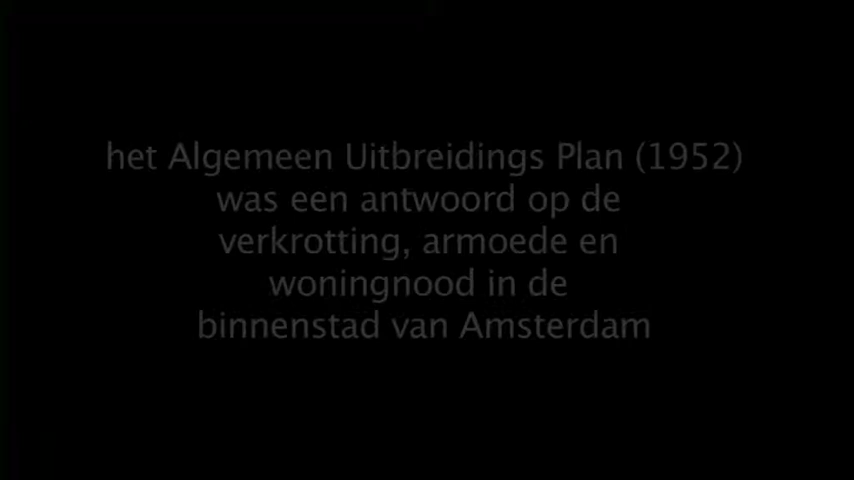 het Algemeen Uitbreidings Plan (1952)
was een antwoord op de
verkrotting, armoede en
woningnood in de
binnenstad van Amsterdam